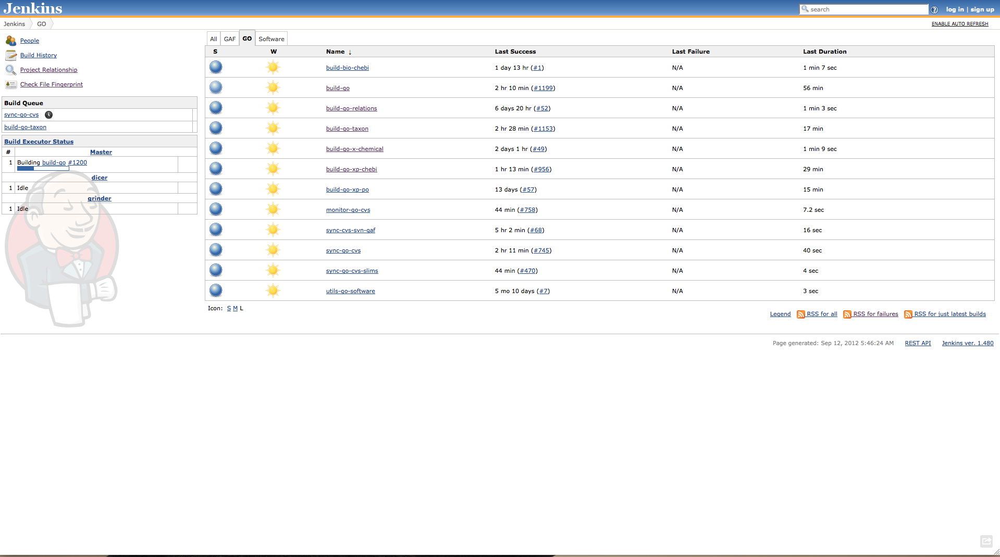 Jenkins
search
log in | sign up
Jenkins GO
ENABLE AUTO REFRESH
People
Build History
Project Relationship
Check File Fingerprint
Build Queue
sync-go-cvs
build-go-taxon
Build Executor Status
# Master
1 Building build-go #1200
dicer
1 Idle
grinder
1 Idle
All GAF GO Software
S W Name ↓ Last Success Last Failure Last Duration
build-bio-chebi 1 day 13 hr (#1) N/A 1 min 7 sec
build-go 2 hr 10 min (#1199) N/A 56 min
build-go-relations 6 days 20 hr (#52) N/A 1 min 3 sec
build-go-taxon 2 hr 28 min (#1153) N/A 17 min
build-go-x-chemical 2 days 1 hr (#49) N/A 1 min 9 sec
build-go-xp-chebi 1 hr 13 min (#956) N/A 29 min
build-go-xp-po 13 days (#57) N/A 15 min
monitor-go-cvs 44 min (#758) N/A 7.2 sec
sync-cvs-svn-gaf 5 hr 2 min (#68) N/A 16 sec
sync-go-cvs 2 hr 11 min (#745) N/A 40 sec
sync-go-cvs-slims 44 min (#470) N/A 4 sec
utils-go-software 5 mo 10 days (#7) N/A 3 sec
Icon: S M L
Legend RSS for all RSS for failures RSS for just latest builds
Page generated: Sep 12, 2012 5:46:24 AM REST API Jenkins ver. 1.480